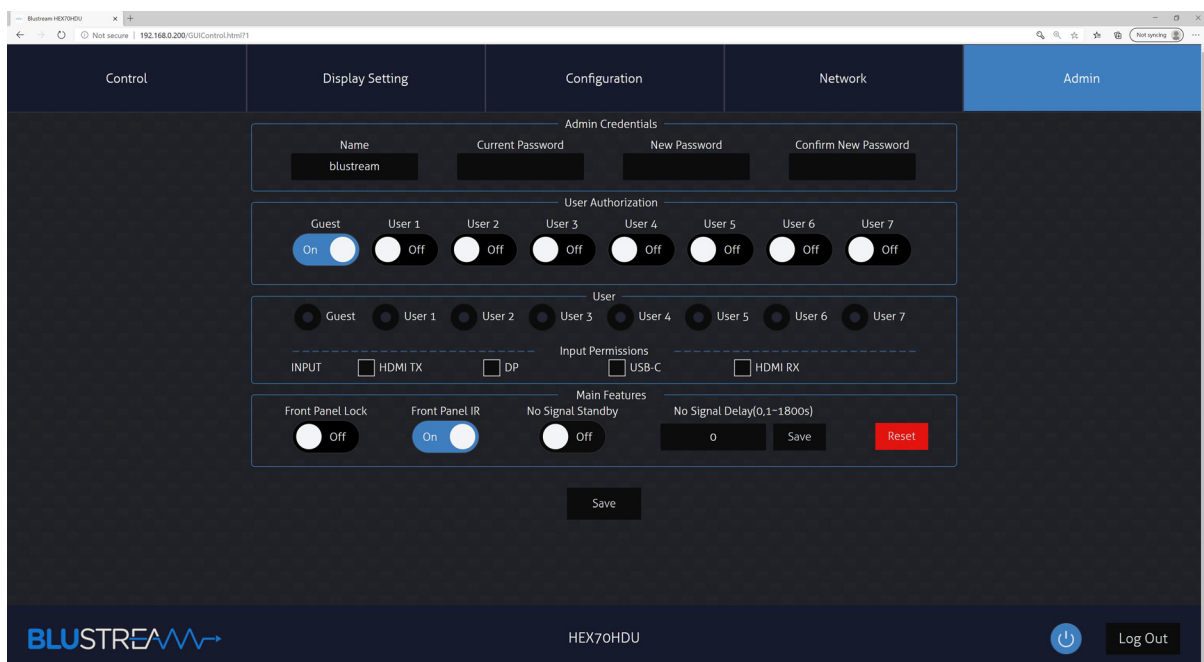 Blustream HEX70HDU
Not secure | 192.168.0.200/GUIControl.html?1
Not syncing
Control Display Setting Configuration Network Admin
Admin Credentials
Name Current Password New Password Confirm New Password
blustream
User Authorization
Guest User 1 User 2 User 3 User 4 User 5 User 6 User 7
On Off Off Off Off Off Off Off
User
Guest User 1 User 2 User 3 User 4 User 5 User 6 User 7
Input Permissions
INPUT HDMI TX DP USB-C HDMI RX
Main Features
Front Panel Lock Front Panel IR No Signal Standby No Signal Delay(0,1~1800s)
Off On Off 0 Save Reset
Save
BLUSTREAM HEX70HDU Log Out